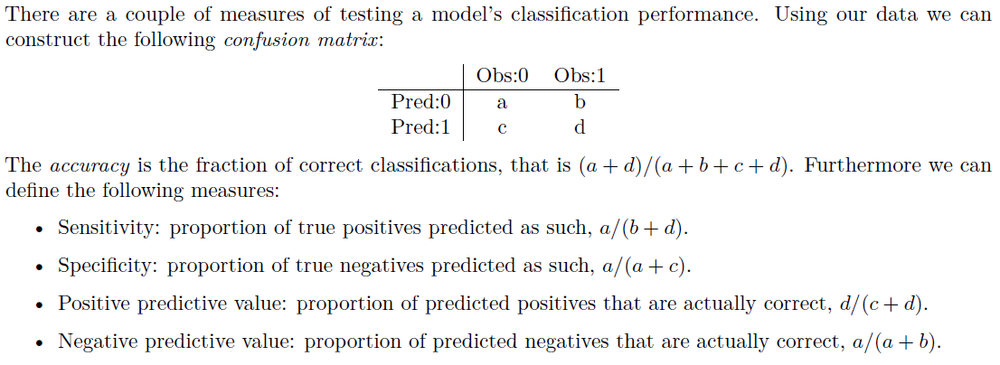 There are a couple of measures of testing a model's classification performance. Using our data we can
construct the following confusion matrix:
Obs:0 Obs:1
Pred:0 a b
Pred:1 c d
The accuracy is the fraction of correct classifications, that is (a + d)/(a + b + c + d). Furthermore we can
define the following measures:
• Sensitivity: proportion of true positives predicted as such, a/(b + d).
• Specificity: proportion of true negatives predicted as such, a/(a + c).
• Positive predictive value: proportion of predicted positives that are actually correct, d/(c + d).
• Negative predictive value: proportion of predicted negatives that are actually correct, a/(a + b).